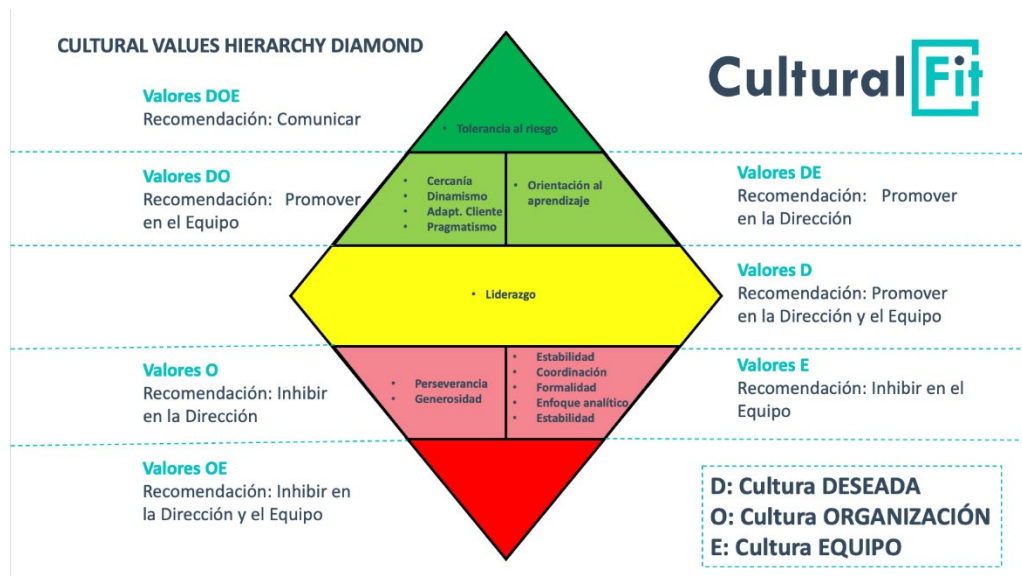 CULTURAL VALUES HIERARCHY DIAMOND
Cultural Fit
Valores DOE
Recomendación: Comunicar
• Tolerancia al riesgo
Valores DO
Recomendación: Promover
en el Equipo
• Cercanía
• Dinamismo
• Adapt. Cliente
• Pragmatismo
• Orientación al
aprendizaje
Valores DE
Recomendación: Promover
en la Dirección
• Liderazgo
Valores D
Recomendación: Promover
en la Dirección y el Equipo
Valores O
Recomendación: Inhibir
en la Dirección
• Perseverancia
• Generosidad
• Estabilidad
• Coordinación
• Formalidad
• Enfoque analítico
• Estabilidad
Valores E
Recomendación: Inhibir en el
Equipo
Valores OE
Recomendación: Inhibir en
la Dirección y el Equipo
D: Cultura DESEADA
O: Cultura ORGANIZACIÓN
E: Cultura EQUIPO